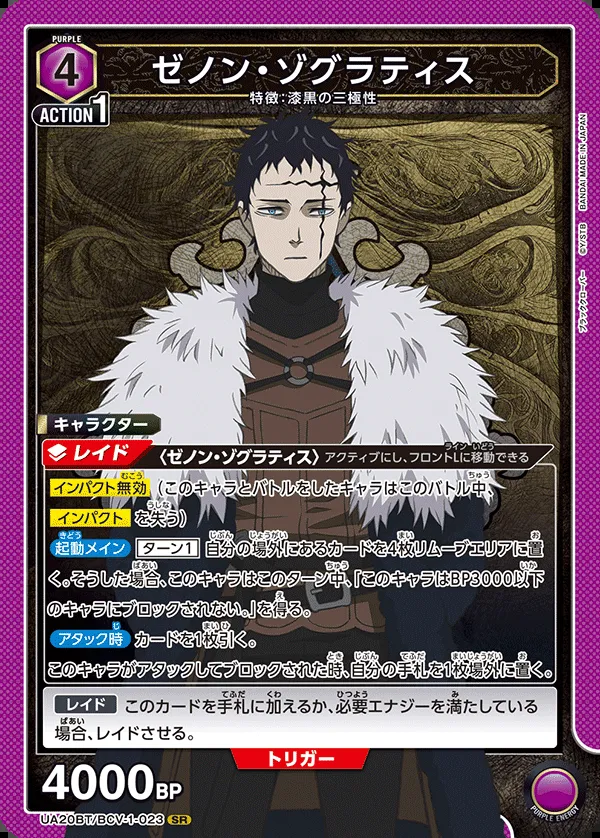 PURPLE
4
ACTION 1
ゼノン・ゾグラティス
特徴：漆黒の三極性
BANDAI MADE IN JAPAN
©Y/STB
ブラッククローバー
キャラクター
レイド 〈ゼノン・ゾグラティス〉 アクティブにし、フロントLに移動できる
インパクト無効 (このキャラとバトルをしたキャラはこのバトル中、
インパクト を失う)
起動メイン ターン1 自分の場外にあるカードを4枚リムーブエリアに置
く。そうした場合、このキャラはこのターン中、「このキャラはBP3000以下
のキャラにブロックされない。」を得る。
アタック時 カードを1枚引く。
このキャラがアタックしてブロックされた時、自分の手札を1枚場外に置く。
レイド このカードを手札に加えるか、必要エナジーを満たしている
場合、レイドさせる。
トリガー
4000BP
PURPLE ENERGY
UA20BT/BCV-1-023 SR